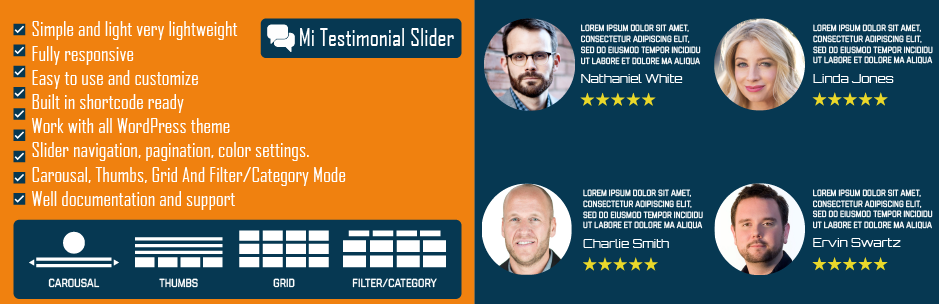 Simple and light very lightweight
Fully responsive
Easy to use and customize
Built in shortcode ready
Work with all WordPress theme
Slider navigation, pagination, color settings.
Carousal, Thumbs, Grid And Filter/Category Mode
Well documentation and support
Mi Testimonial Slider
CAROUSAL
THUMBS
GRID
FILTER/CATEGORY
LOREM IPSUM DOLOR SIT AMET,
CONSECTETUR ADIPISCING ELIT,
SED DO EIUSMOD TEMPOR INCIDIDU
UT LABORE ET DOLORE MA ALIQUA
Nathaniel White
LOREM IPSUM DOLOR SIT AMET,
CONSECTETUR ADIPISCING ELIT,
SED DO EIUSMOD TEMPOR INCIDIDU
UT LABORE ET DOLORE MA ALIQUA
Linda Jones
LOREM IPSUM DOLOR SIT AMET,
CONSECTETUR ADIPISCING ELIT,
SED DO EIUSMOD TEMPOR INCIDIDU
UT LABORE ET DOLORE MA ALIQUA
Charlie Smith
LOREM IPSUM DOLOR SIT AMET,
CONSECTETUR ADIPISCING ELIT,
SED DO EIUSMOD TEMPOR INCIDIDU
UT LABORE ET DOLORE MA ALIQUA
Ervin Swartz